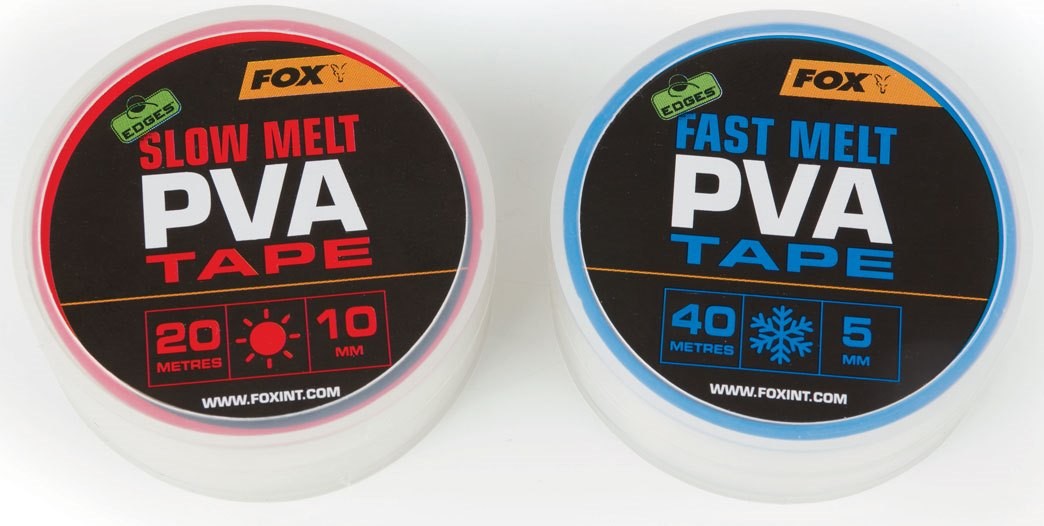 FOX
EDGES
SLOW MELT
PVA
TAPE
20
METRES
10
MM
WWW.FOXINT.COM
FOX
EDGES
FAST MELT
PVA
TAPE
40
METRES
5
MM
WWW.FOXINT.COM